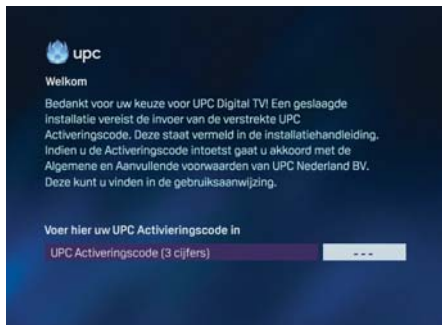 upc
Welkom
Bedankt voor uw keuze voor UPC Digital TV! Een geslaagde
installatie vereist de invoer van de verstrekte UPC
Activeringscode. Deze staat vermeld in de installatiehandleiding.
Indien u de Activeringscode intoetst gaat u akkoord met de
Algemene en Aanvullende voorwaarden van UPC Nederland BV.
Deze kunt u vinden in de gebruiksaanwijzing.
Voer hier uw UPC Activieringscode in
UPC Activeringscode (3 cijfers) ---